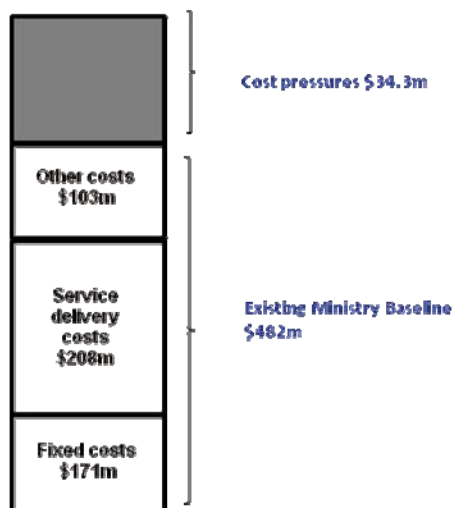 Cost pressures $34.3m
Other costs
$103m
Service
delivery
costs
$208m
Existing Ministry Baseline
$482m
Fixed costs
$171m